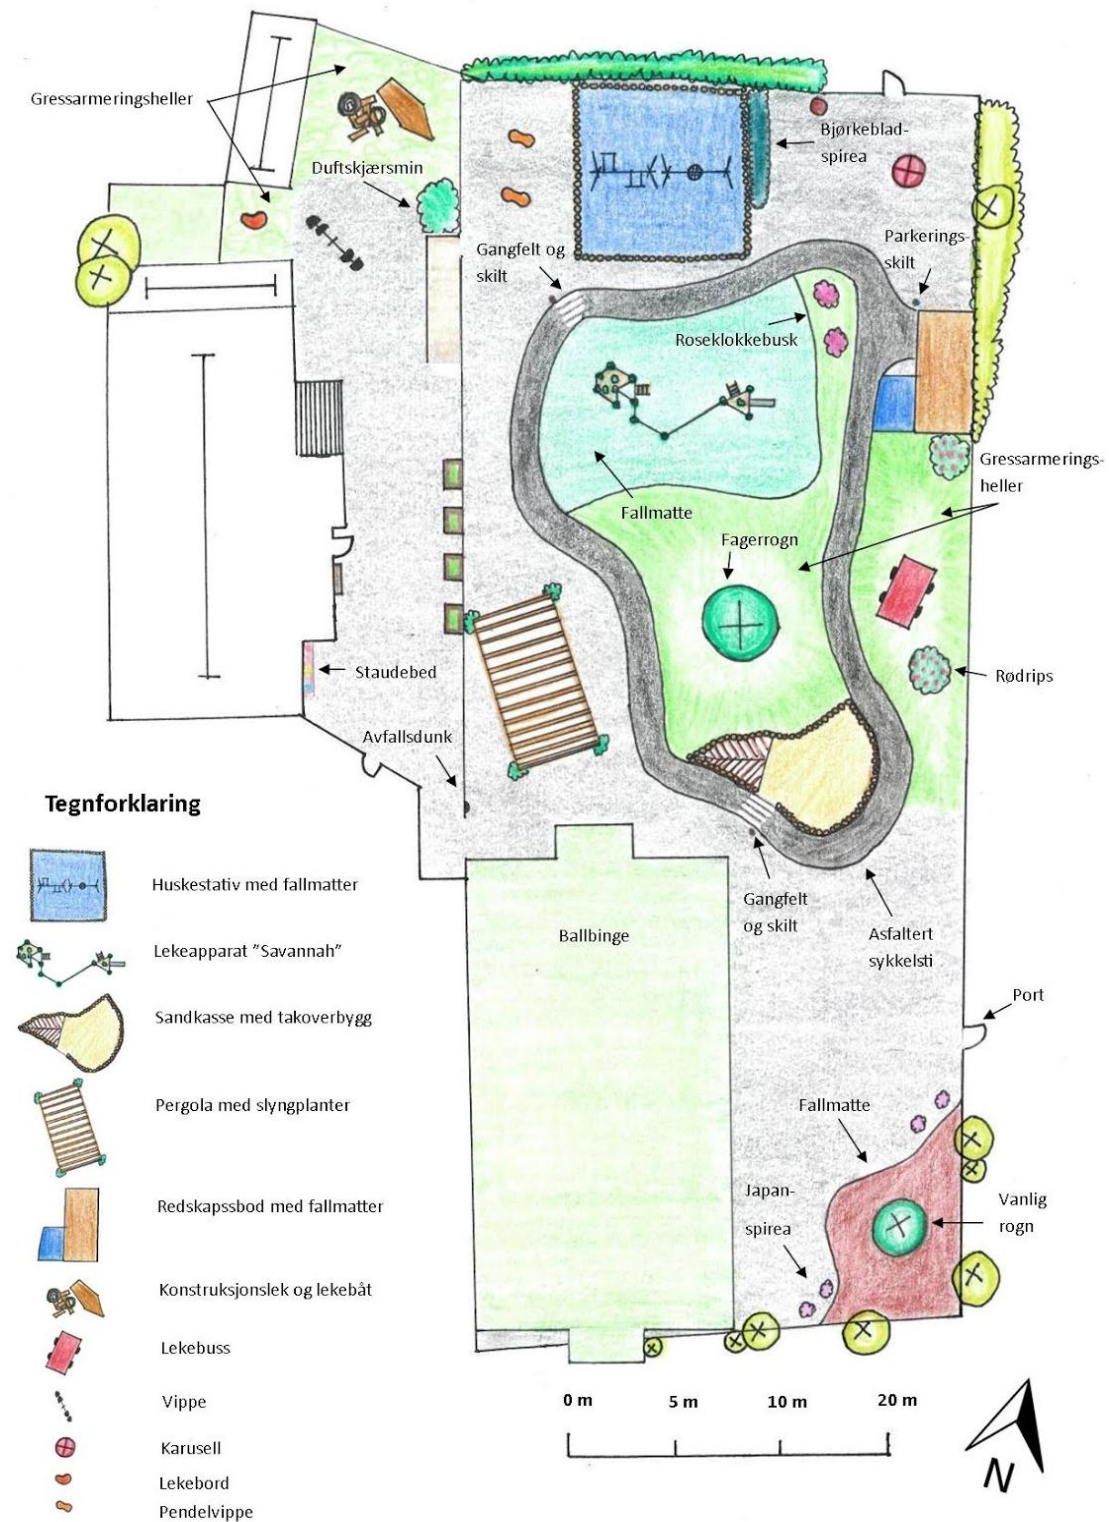 Gressarmeringsheller
Duftskjærsmin
Bjørkeblad-
spirea
Gangfelt og
skilt
Parkerings-
skilt
Roseklokkebusk
Gressarmerings-
heller
Fallmatte
Fagerrogn
Staudebed
Rødrips
Avfallsdunk
Tegnforklaring
Huskestativ med fallmatter
Lekeapparat ”Savannah”
Sandkasse med takoverbygg
Pergola med slyngplanter
Redskapssbod med fallmatter
Konstruksjonslek og lekebåt
Lekebuss
Vippe
Karusell
Lekebord
Pendelvippe
Gangfelt
og skilt
Asfaltert
sykkelsti
Ballbinge
Port
Fallmatte
Japan-
spirea
Vanlig
rogn
0 m 5 m 10 m 20 m
N